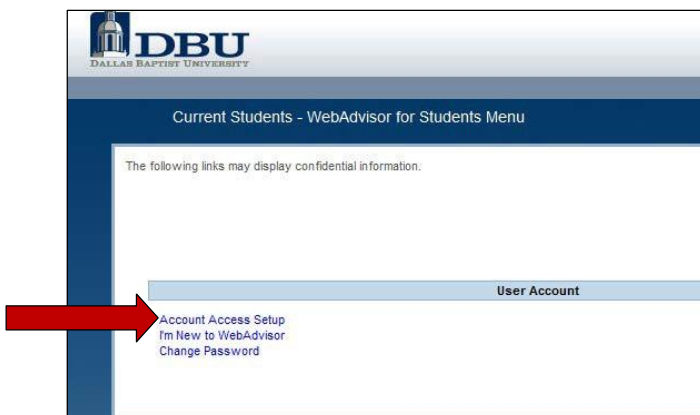 DBU
DALLAS BAPTIST UNIVERSITY
Current Students - WebAdvisor for Students Menu
The following links may display confidential information.
User Account
Account Access Setup
I'm New to WebAdvisor
Change Password